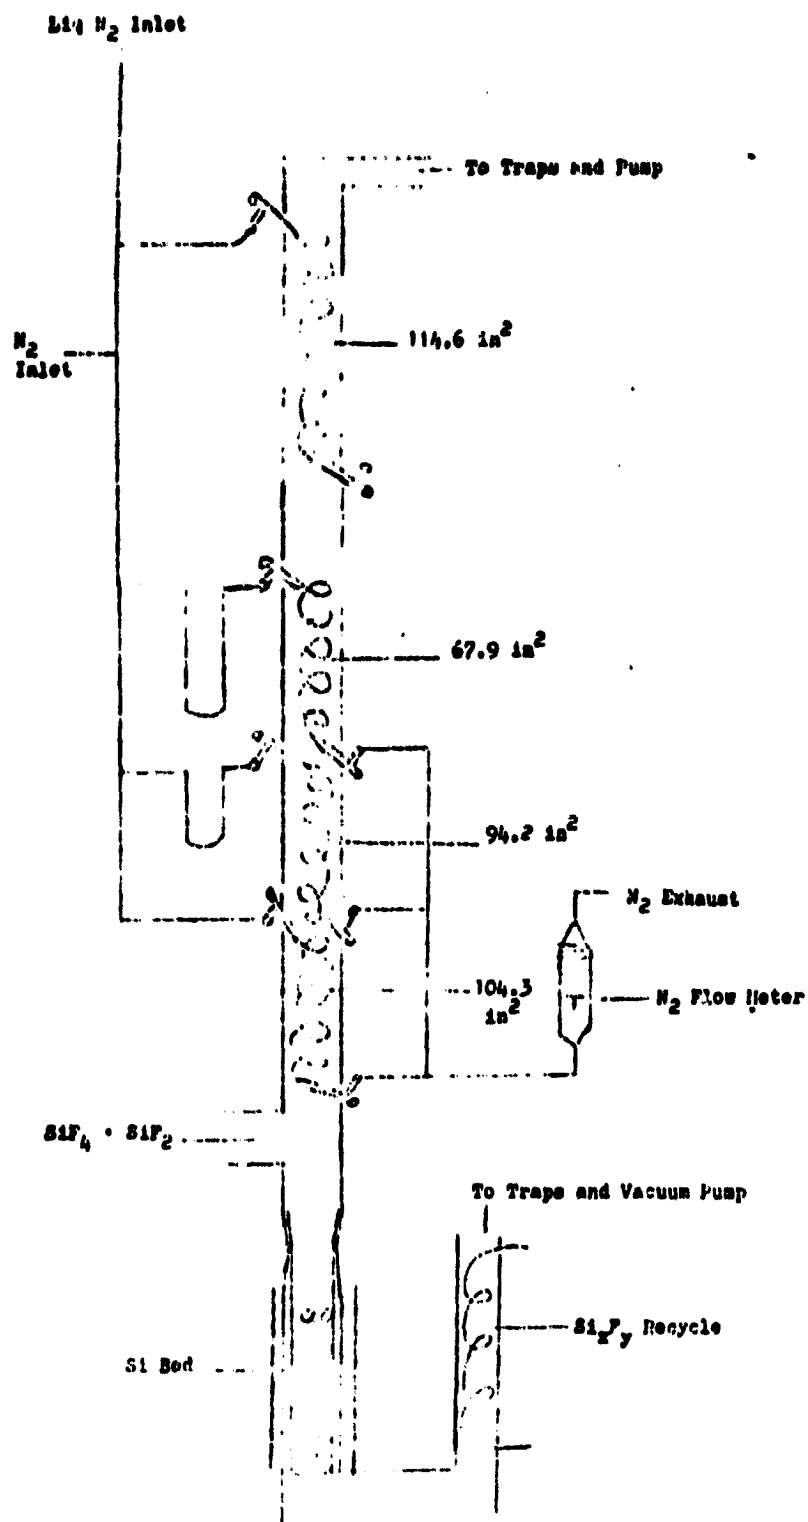 Liq N₂ Inlet
To Traps and Pump
N₂
Inlet
114.6 in²
67.9 in²
94.2 in²
N₂ Exhaust
104.3
in²
N₂ Flow Meter
SiF₄ · SiF₂
To Traps and Vacuum Pump
SiₓFᵧ Recycle
Si Bed